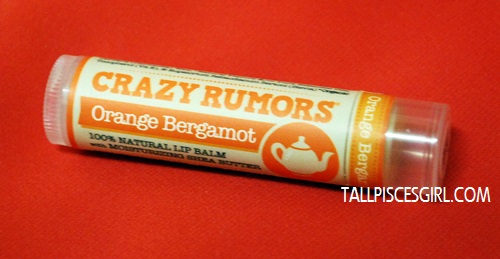 CRAZY RUMORS
Orange Bergamot
100% NATURAL LIP BALM
with MOISTURIZING SHEA BUTTER
Orange Berga
TALLPISCESGIRL.COM